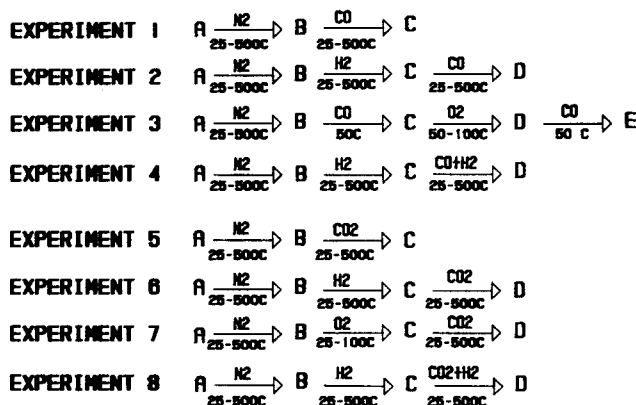 EXPERIMENT 1 A N2 25-500C B CO 25-500C C
EXPERIMENT 2 A N2 25-500C B H2 25-500C C CO 25-500C D
EXPERIMENT 3 A N2 25-500C B CO 50C C O2 50-100C D CO 50 C E
EXPERIMENT 4 A N2 25-500C B H2 25-500C C CO+H2 25-500C D
EXPERIMENT 5 A N2 25-500C B CO2 25-500C C
EXPERIMENT 6 A N2 25-500C B H2 25-500C C CO2 25-500C D
EXPERIMENT 7 A N2 25-500C B O2 25-100C C CO2 25-500C D
EXPERIMENT 8 A N2 25-500C B H2 25-500C C CO2+H2 25-500C D